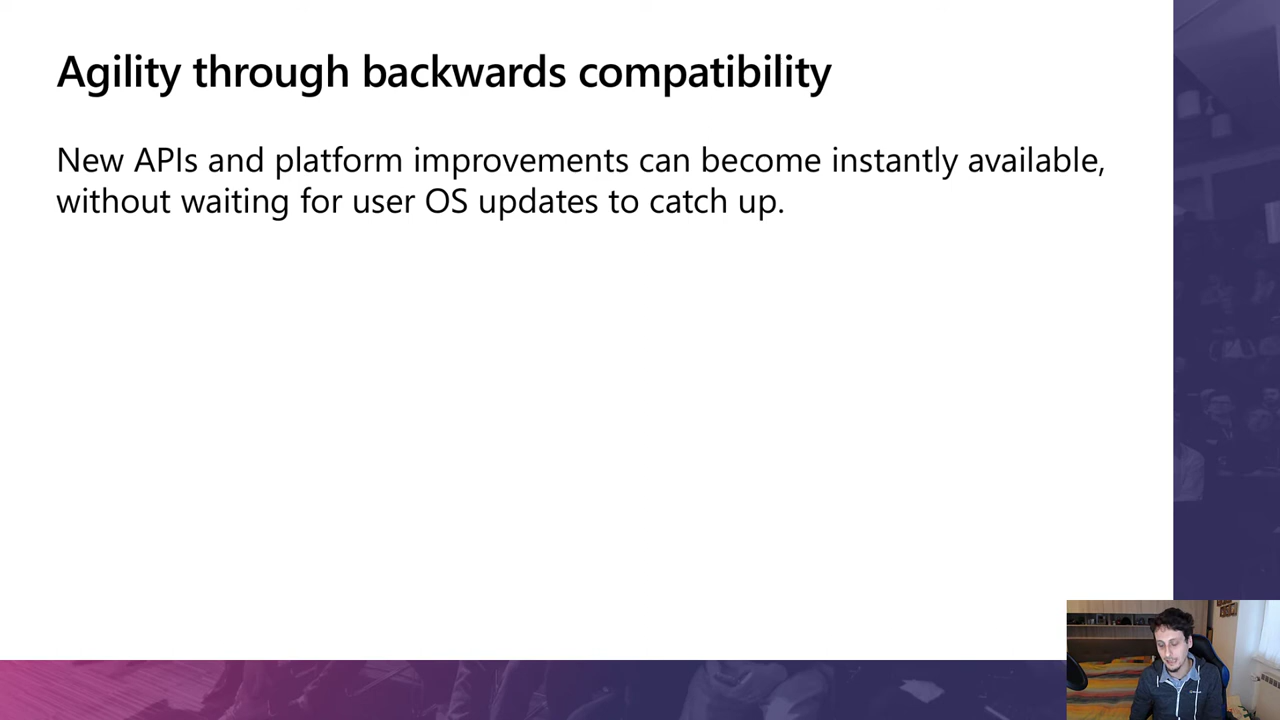 Agility through backwards compatibility
New APIs and platform improvements can become instantly available,
without waiting for user OS updates to catch up.